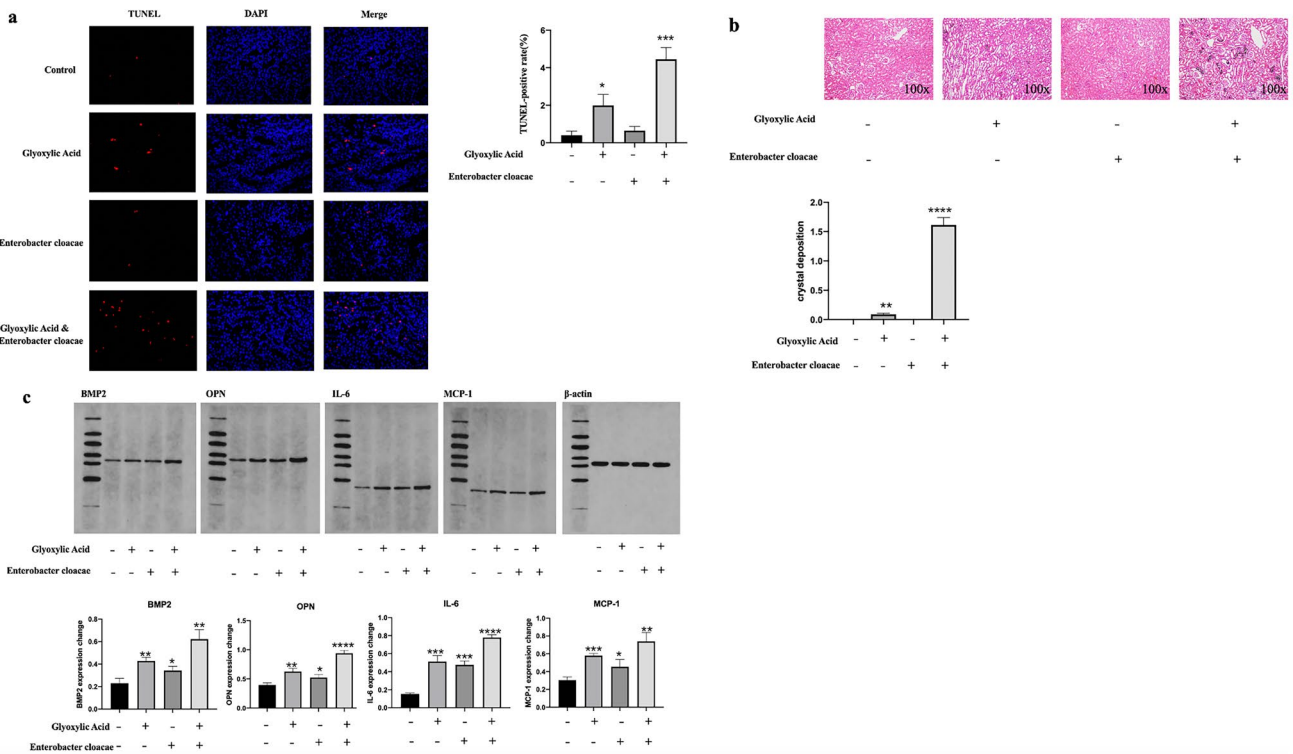 a
TUNEL DAPI Merge
Control
Glyoxylic Acid
Enterobacter cloacae
Glyoxylic Acid &
Enterobacter cloacae
TUNEL-positive rate(%)
6
4
2
0
* ***
Glyoxylic Acid - + - +
Enterobacter cloacae - - + +
b
100x 100x 100x 100x
Glyoxylic Acid - + - +
Enterobacter cloacae - - + +
crystal deposition
2.0
1.5
1.0
0.5
0.0
** ****
Glyoxylic Acid - + - +
Enterobacter cloacae - - + +
c
BMP2 OPN IL-6 MCP-1 β-actin
Glyoxylic Acid - + - + - + - + - + - + - + - + - + - +
Enterobacter cloacae - - + + - - + + - - + + - - + + - - + +
BMP2
BMP2 expression change
0.8
0.6
0.4
0.2
0.0
** * **
OPN
OPN expression change
1.5
1.0
0.5
0.0
** * ****
IL-6
IL-6 expression change
1.0
0.8
0.6
0.4
0.2
0.0
*** *** ****
MCP-1
MCP-1 expression change
1.0
0.8
0.6
0.4
0.2
0.0
*** * **
Glyoxylic Acid - + - + - + - + - + - + - + - +
Enterobacter cloacae - - + + - - + + - - + + - - + +